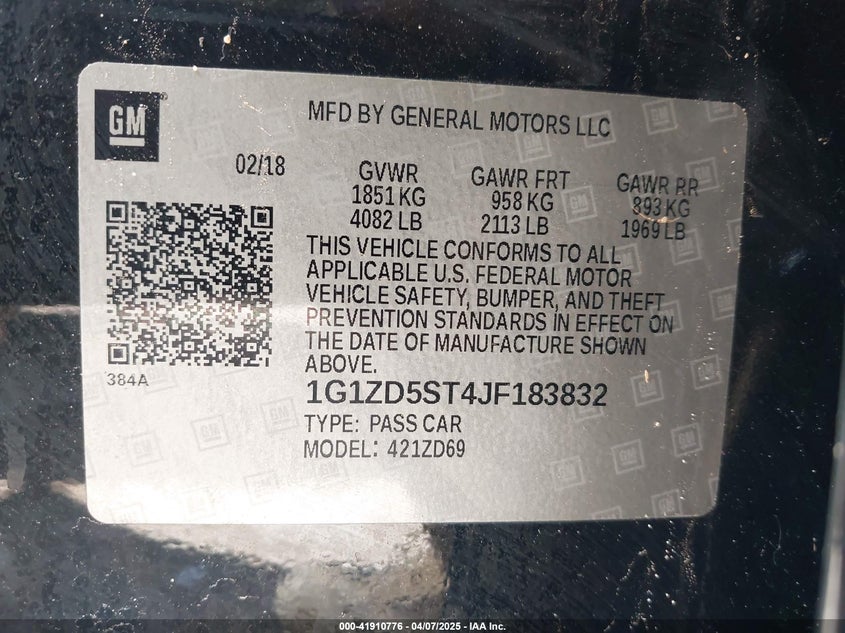 GM
MFD BY GENERAL MOTORS LLC
02/18
GVWR GAWR FRT GAWR RR
1851 KG 958 KG 893 KG
4082 LB 2113 LB 1969 LB
THIS VEHICLE CONFORMS TO ALL
APPLICABLE U.S. FEDERAL MOTOR
VEHICLE SAFETY, BUMPER, AND THEFT
PREVENTION STANDARDS IN EFFECT ON
THE DATE OF MANUFACTURE SHOWN
ABOVE.
384A
1G1ZD5ST4JF183832
TYPE: PASS CAR
MODEL: 421ZD69
000-41910776 - 04/07/2025 - IAA Inc.